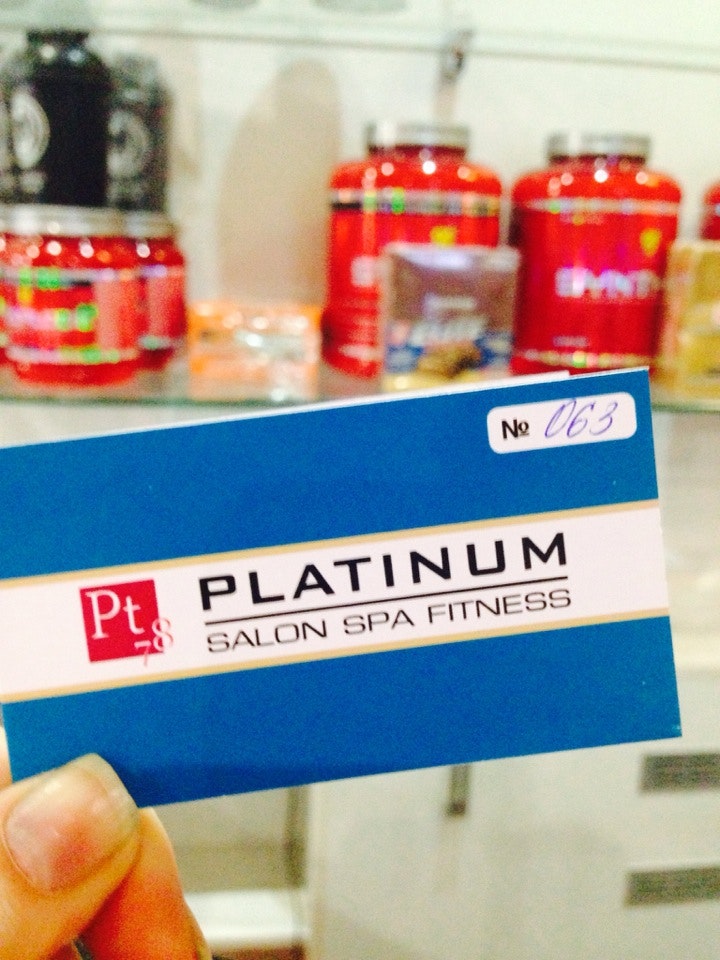 № 063
Pt
78
PLATINUM
SALON SPA FITNESS